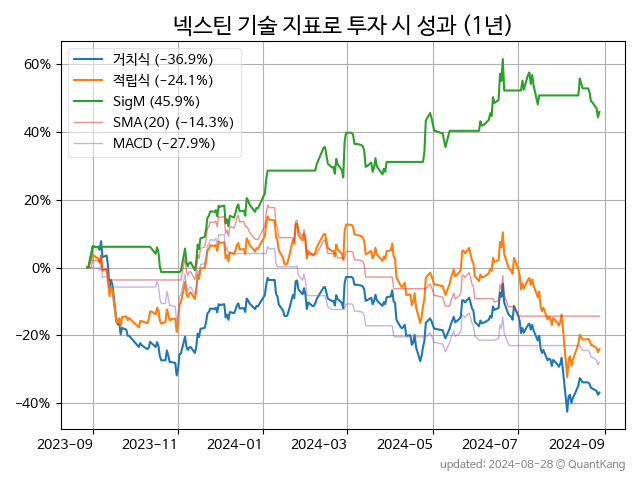 넥스틴 기술 지표로 투자 시 성과 (1년)
거치식 (−36.9%)
적립식 (−24.1%)
SigM (45.9%)
SMA(20) (−14.3%)
MACD (−27.9%)
60%
40%
20%
0%
−20%
−40%
2023−09 2023−11 2024−01 2024−03 2024−05 2024−07 2024−09
updated: 2024−08−28 © QuantKang